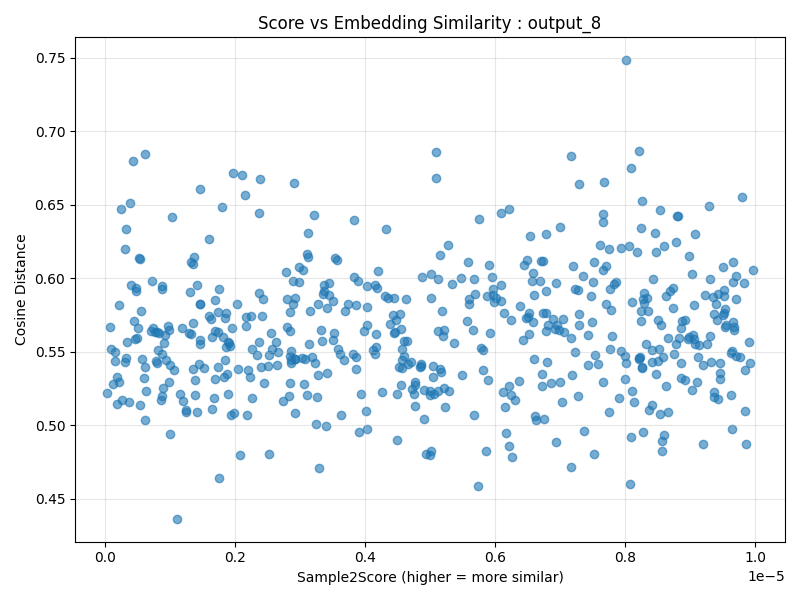 Score vs Embedding Similarity : output_8
Cosine Distance
0.75
0.70
0.65
0.60
0.55
0.50
0.45
0.0 0.2 0.4 0.6 0.8 1.0
1e−5
Sample2Score (higher = more similar)